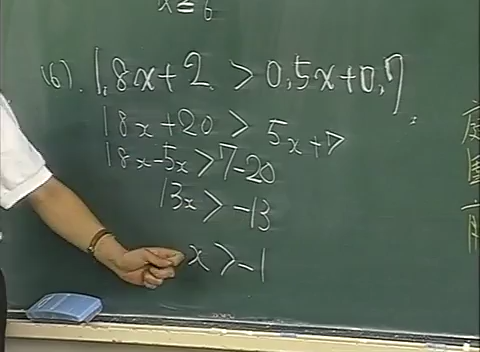 x ≦ 6
(6). 1.8x+2 > 0.5x+0.7
18x+20 > 5x+7
18x-5x > 7-20
13x > -13
x > -1